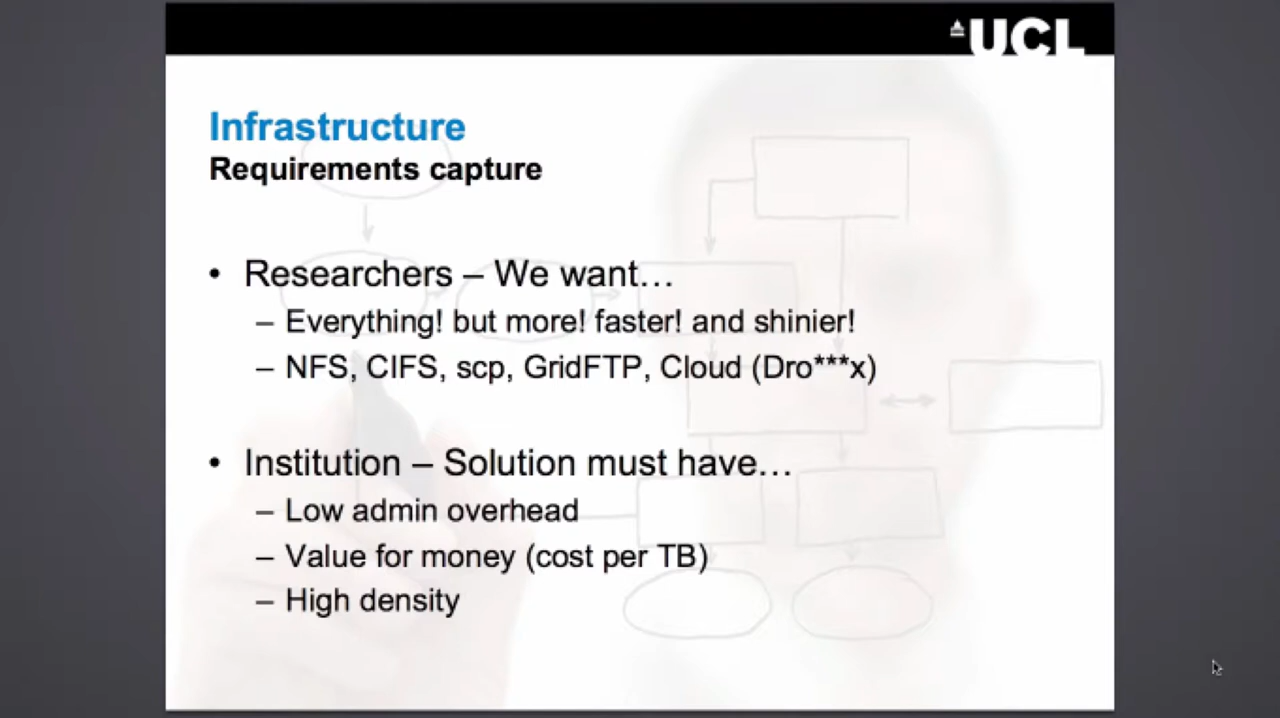 UCL
Infrastructure
Requirements capture
• Researchers – We want…
– Everything! but more! faster! and shinier!
– NFS, CIFS, scp, GridFTP, Cloud (Dro***x)
• Institution – Solution must have…
– Low admin overhead
– Value for money (cost per TB)
– High density